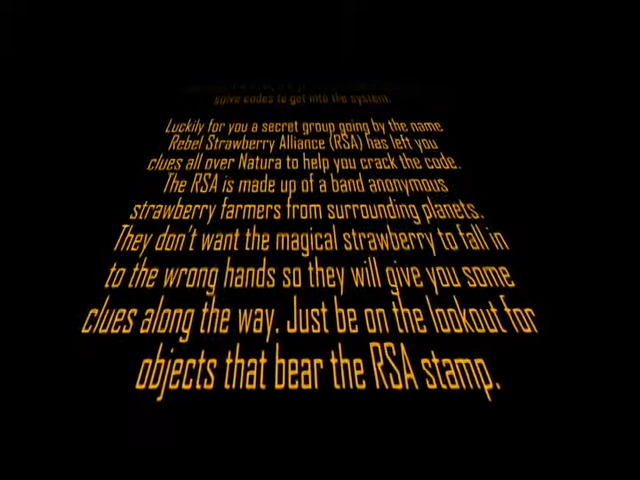 solve codes to get into the system.
Luckily for you a secret group going by the name
Rebel Strawberry Alliance (RSA) has left you
clues all over Natura to help you crack the code.
The RSA is made up of a band anonymous
strawberry farmers from surrounding planets.
They don't want the magical strawberry to fall in
to the wrong hands so they will give you some
clues along the way. Just be on the lookout for
objects that bear the RSA stamp.